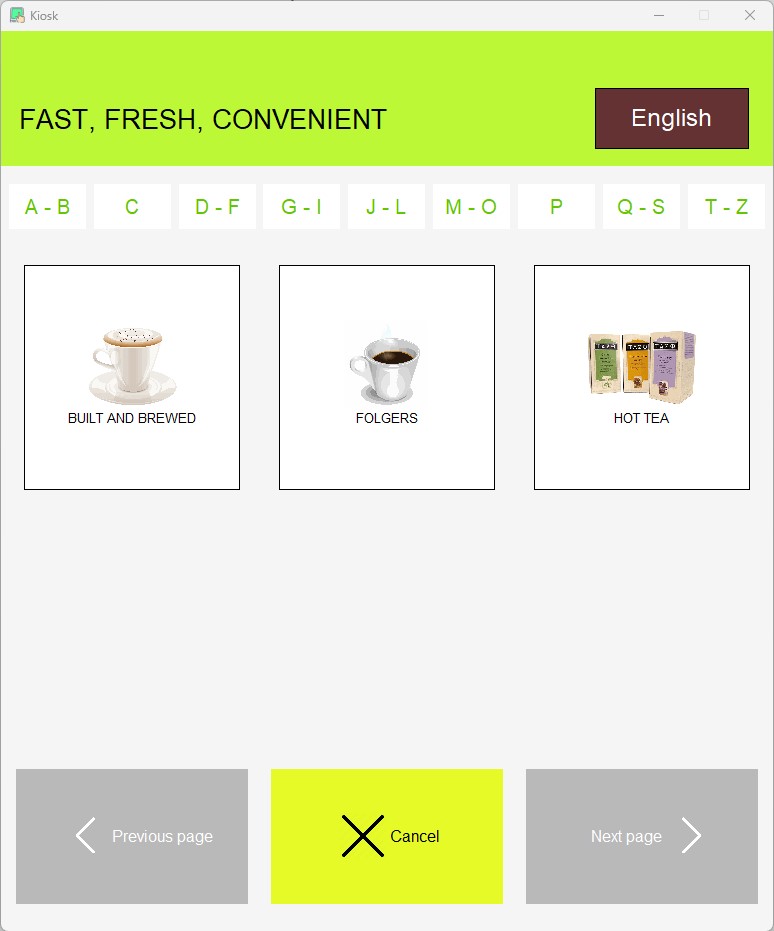 Kiosk
FAST, FRESH, CONVENIENT
English
A - B
C
D - F
G - I
J - L
M - O
P
Q - S
T - Z
BUILT AND BREWED
FOLGERS
HOT TEA
Previous page
Cancel
Next page